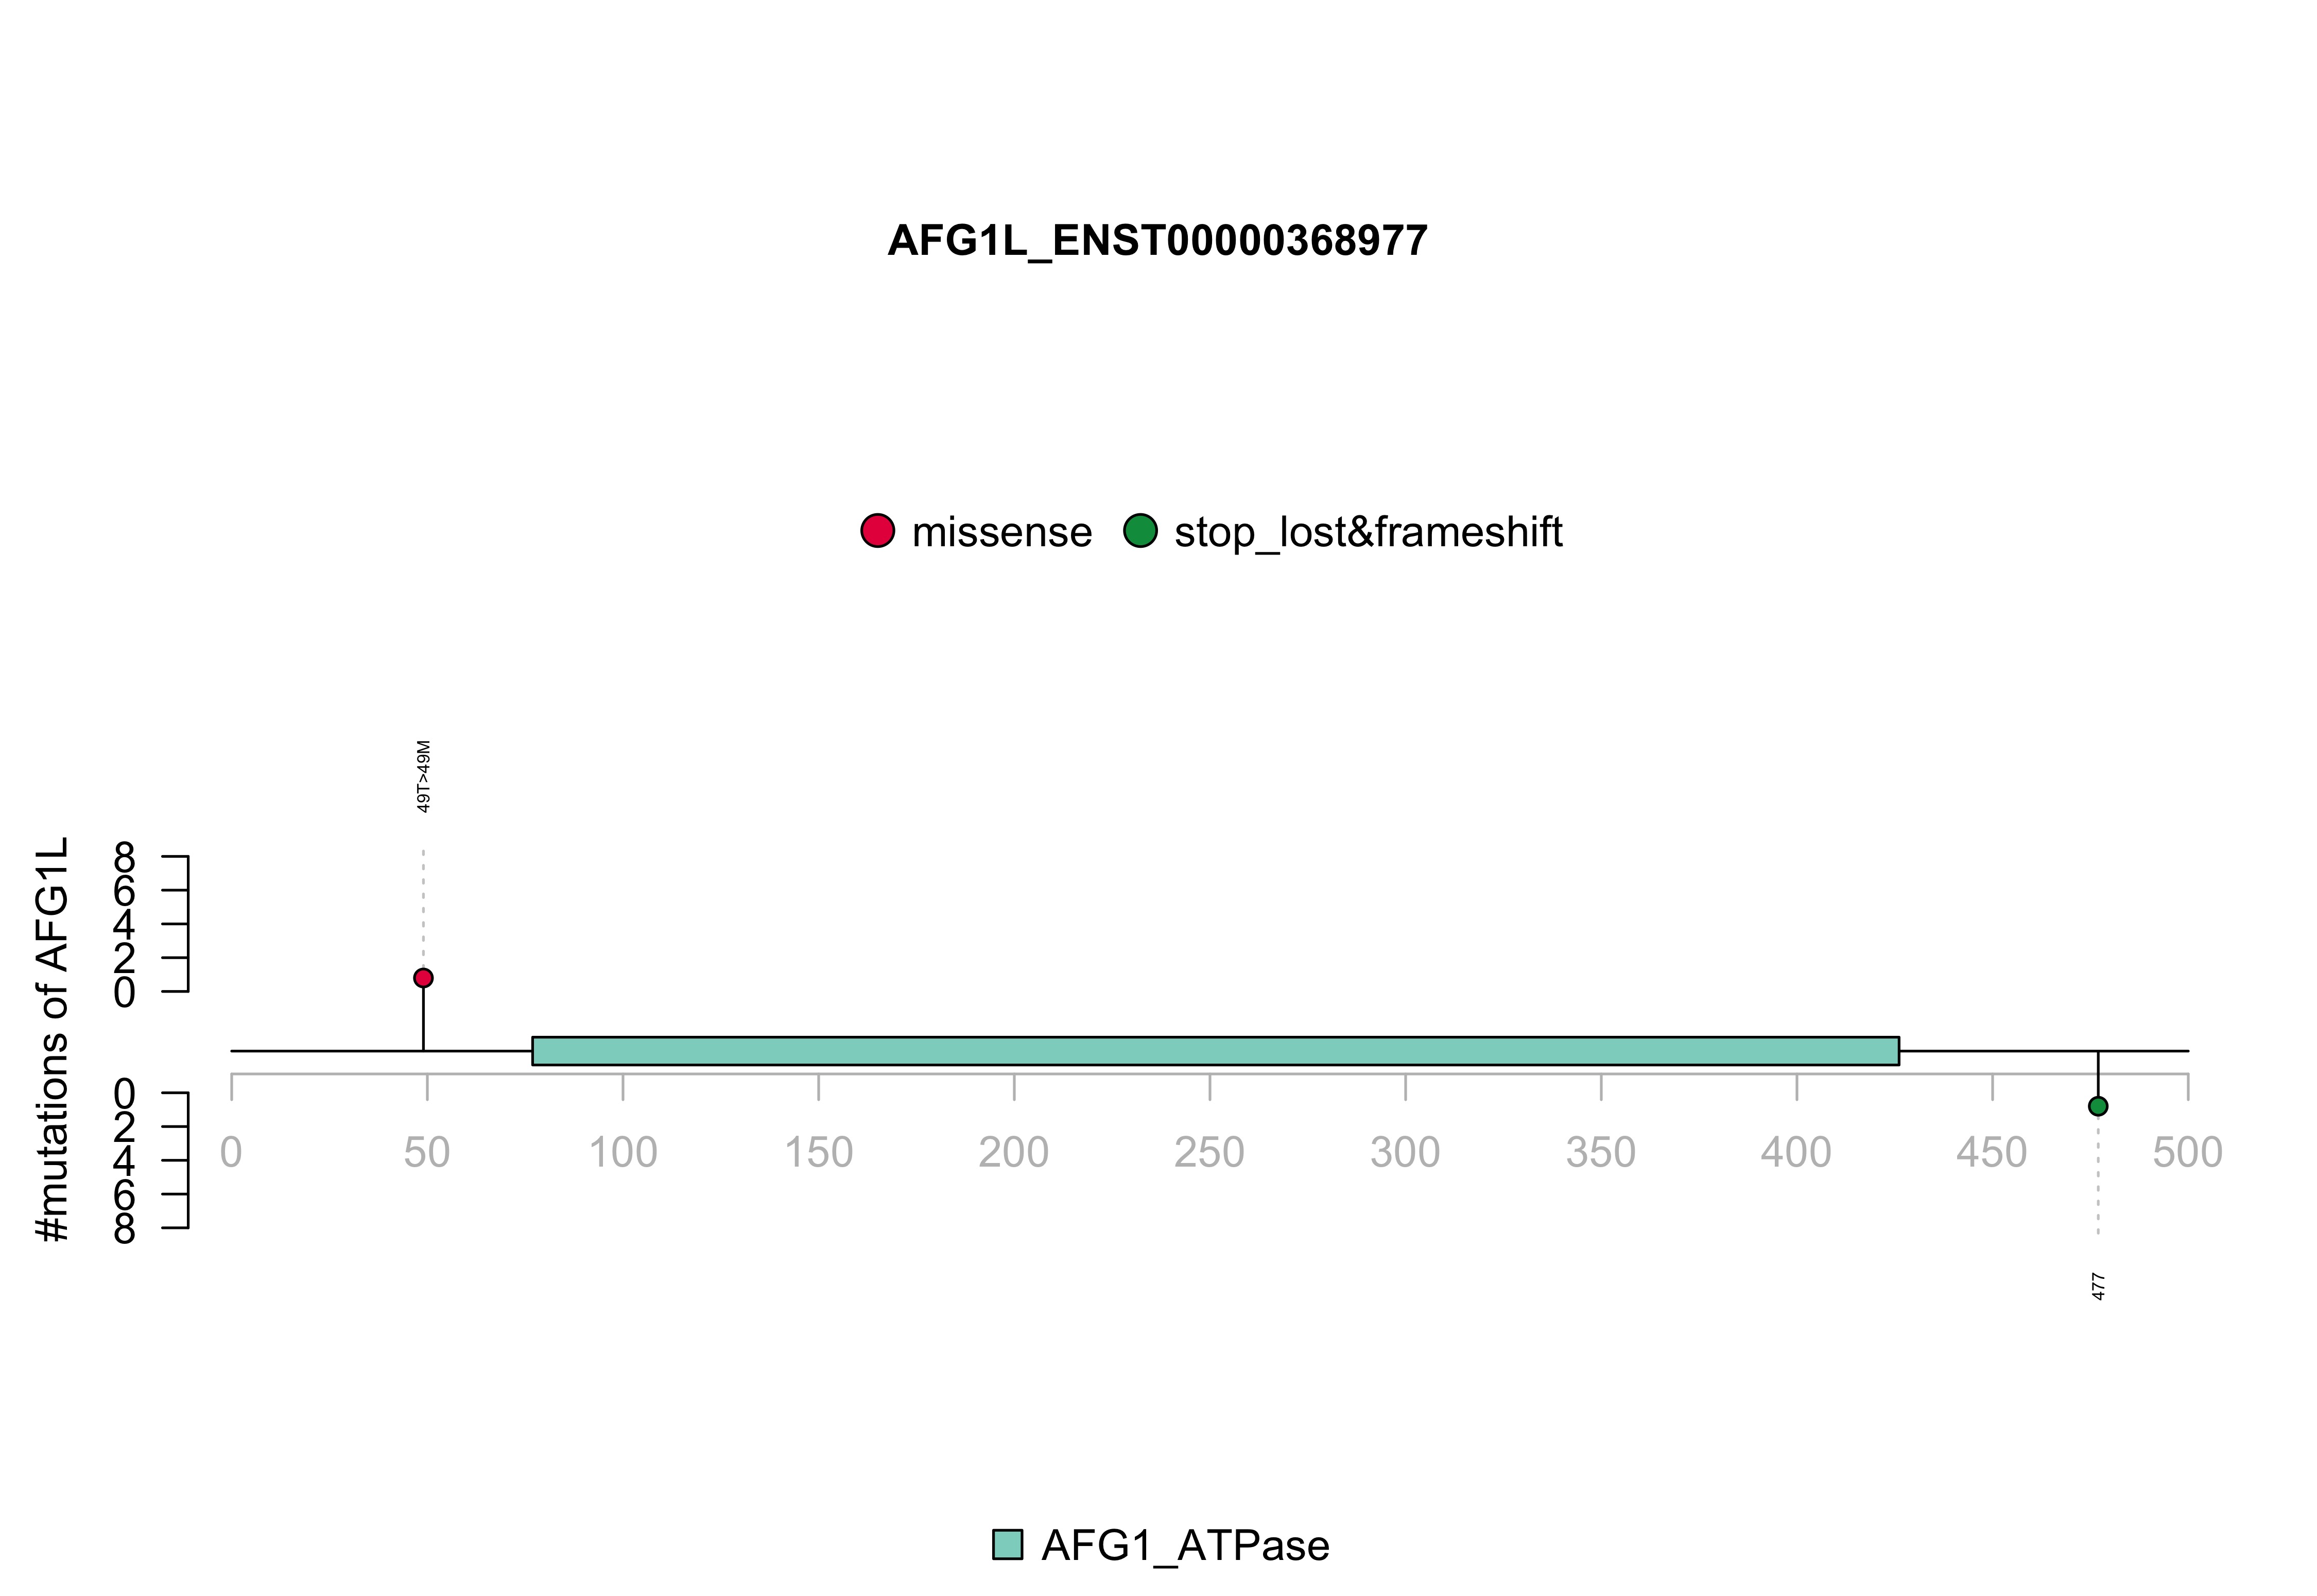 AFG1L_ENST00000368977
missense stop_lost&frameshift
49T>49M
#mutations of AFG1L
8
6
4
2
0
0
2
4
6
8
0 50 100 150 200 250 300 350 400 450 500
477
AFG1_ATPase